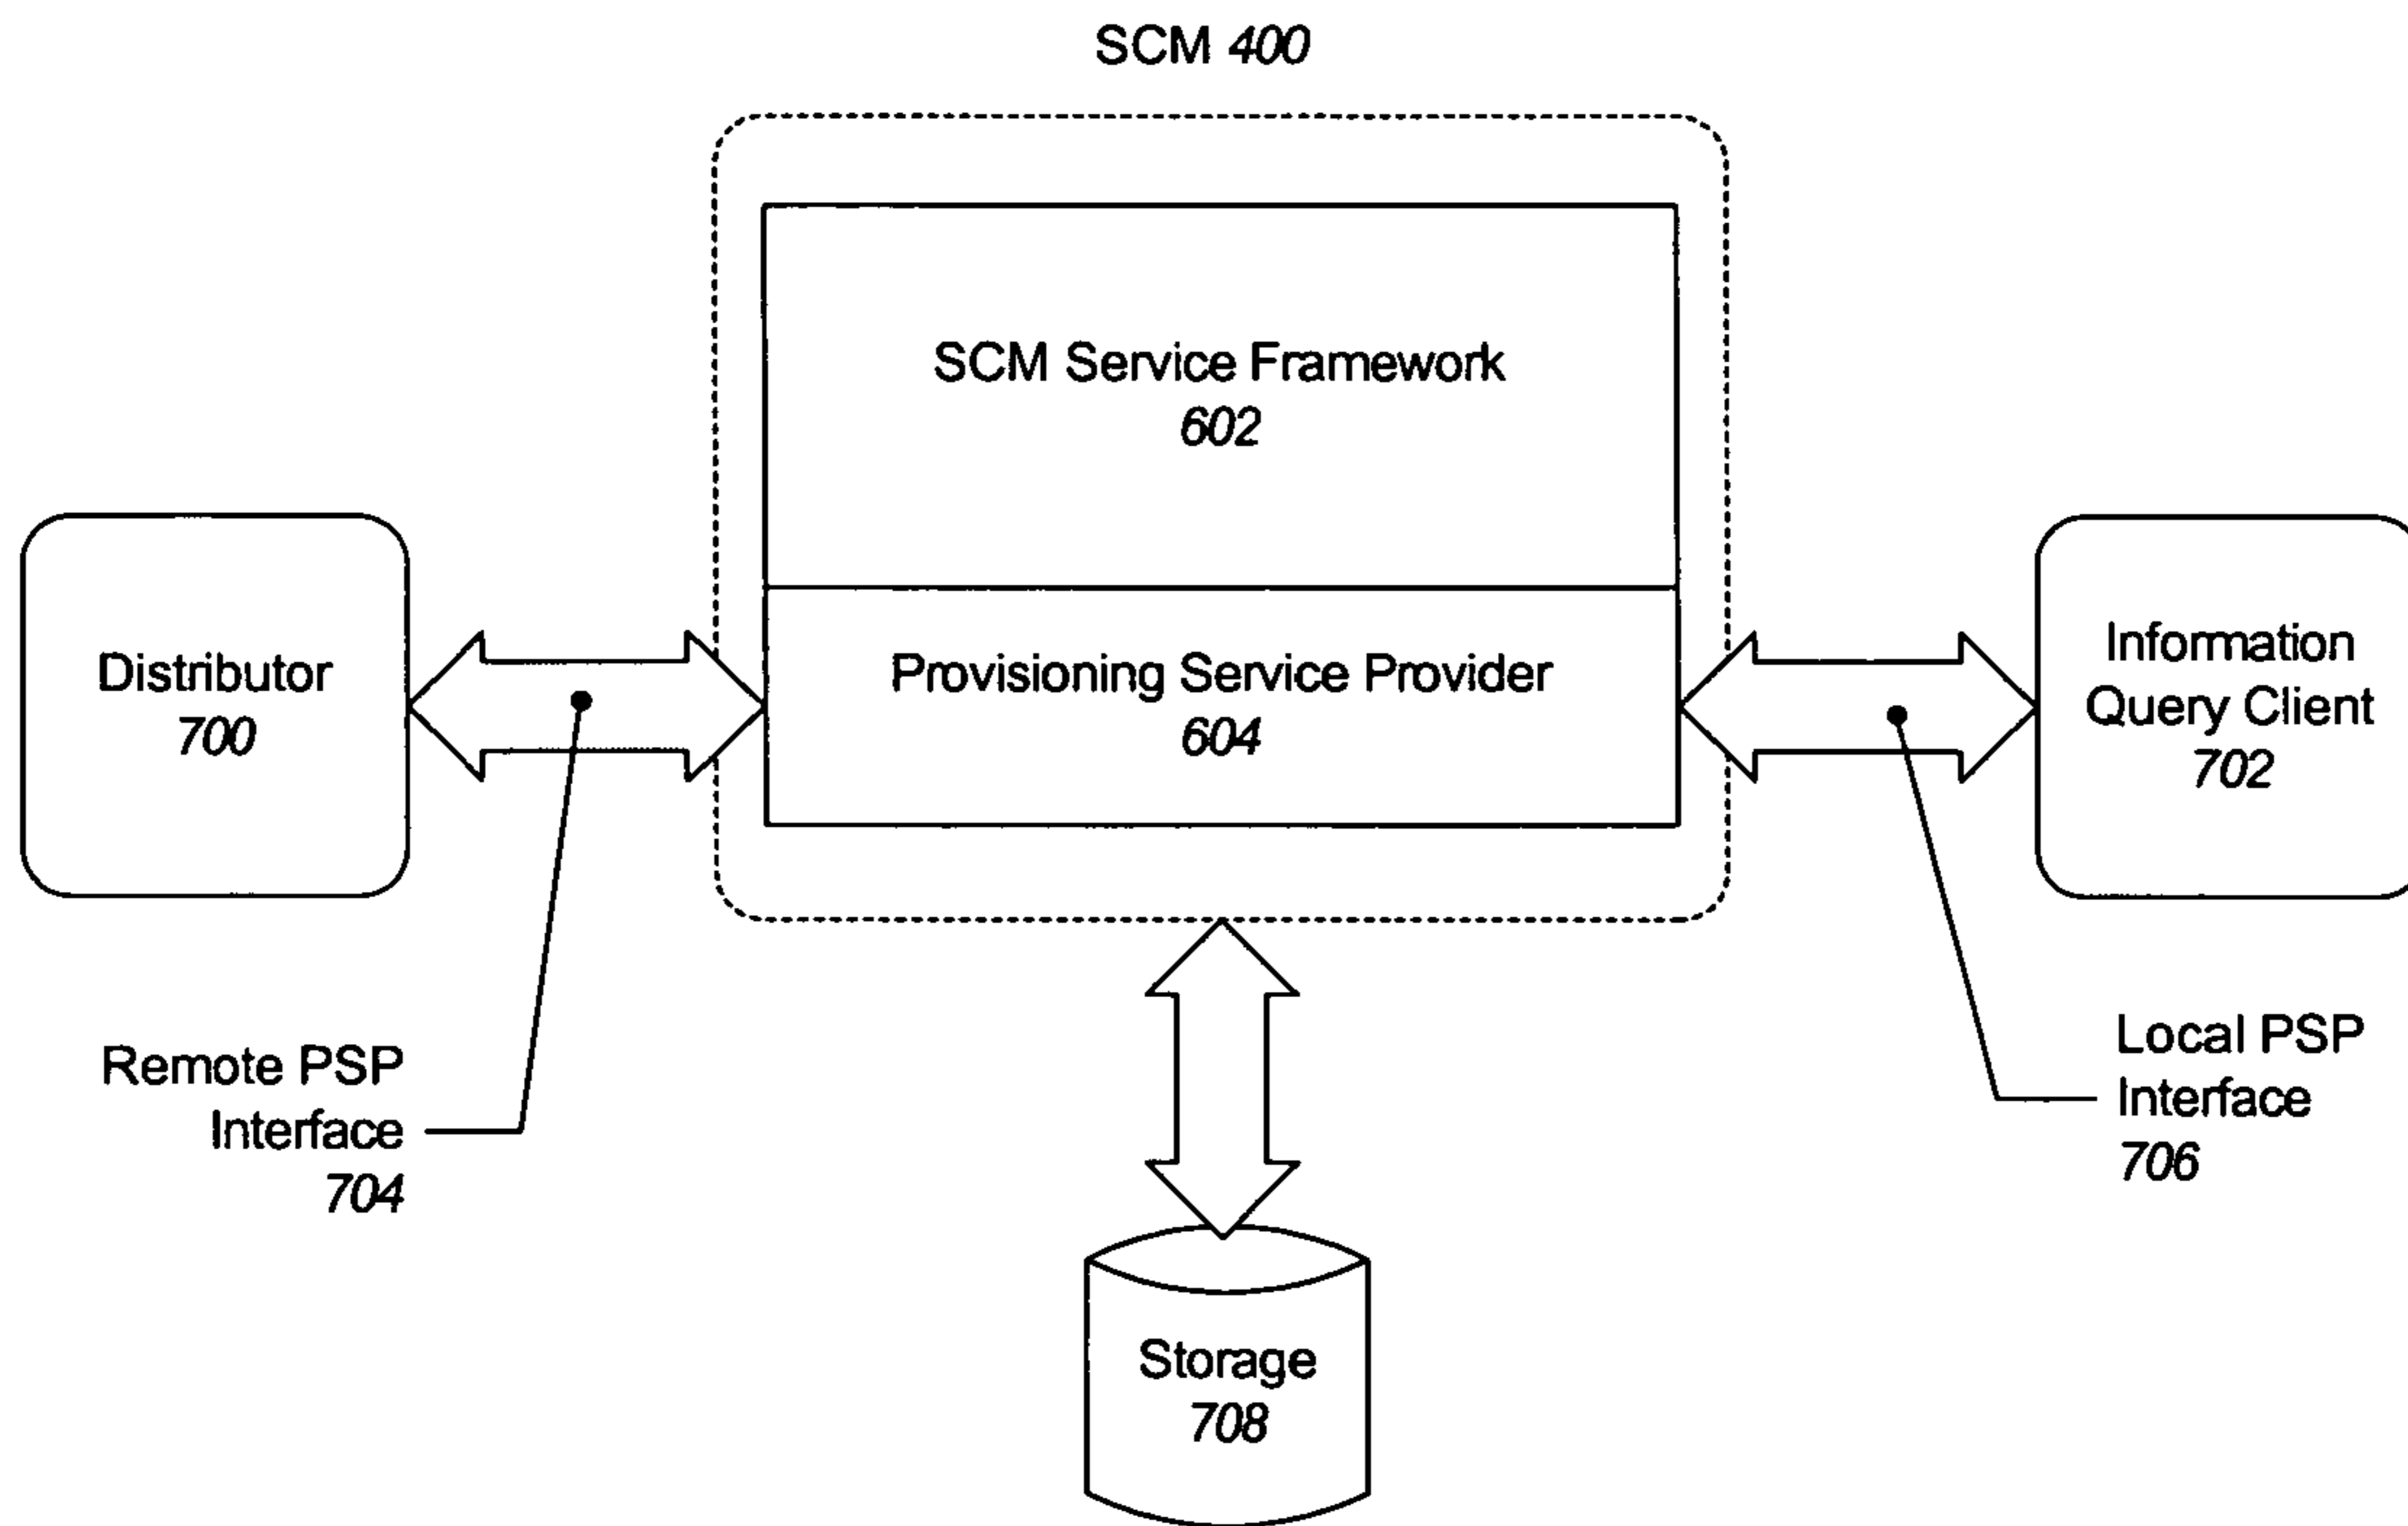 SCM 400
SCM Service Framework
602
Distributor
700
Provisioning Service Provider
604
Information
Query Client
702
Remote PSP
Interface
704
Local PSP
Interface
706
Storage
708